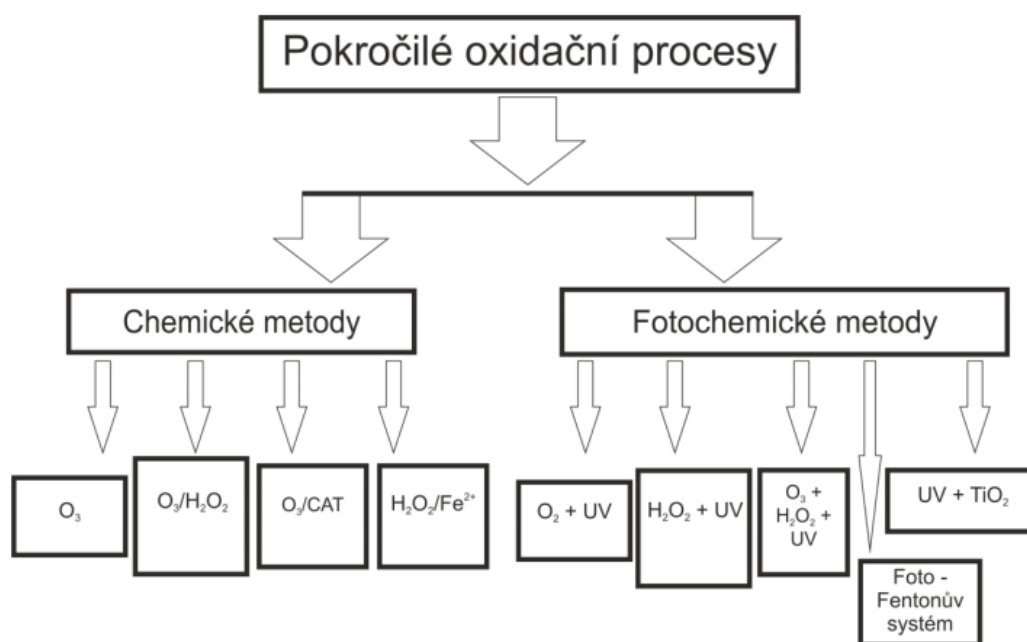 Pokročilé oxidační procesy
Chemické metody
Fotochemické metody
O₃
O₃/H₂O₂
O₃/CAT
H₂O₂/Fe²⁺
O₂ + UV
H₂O₂ + UV
O₃ +
H₂O₂ +
UV
UV + TiO₂
Foto -
Fentonův
systém